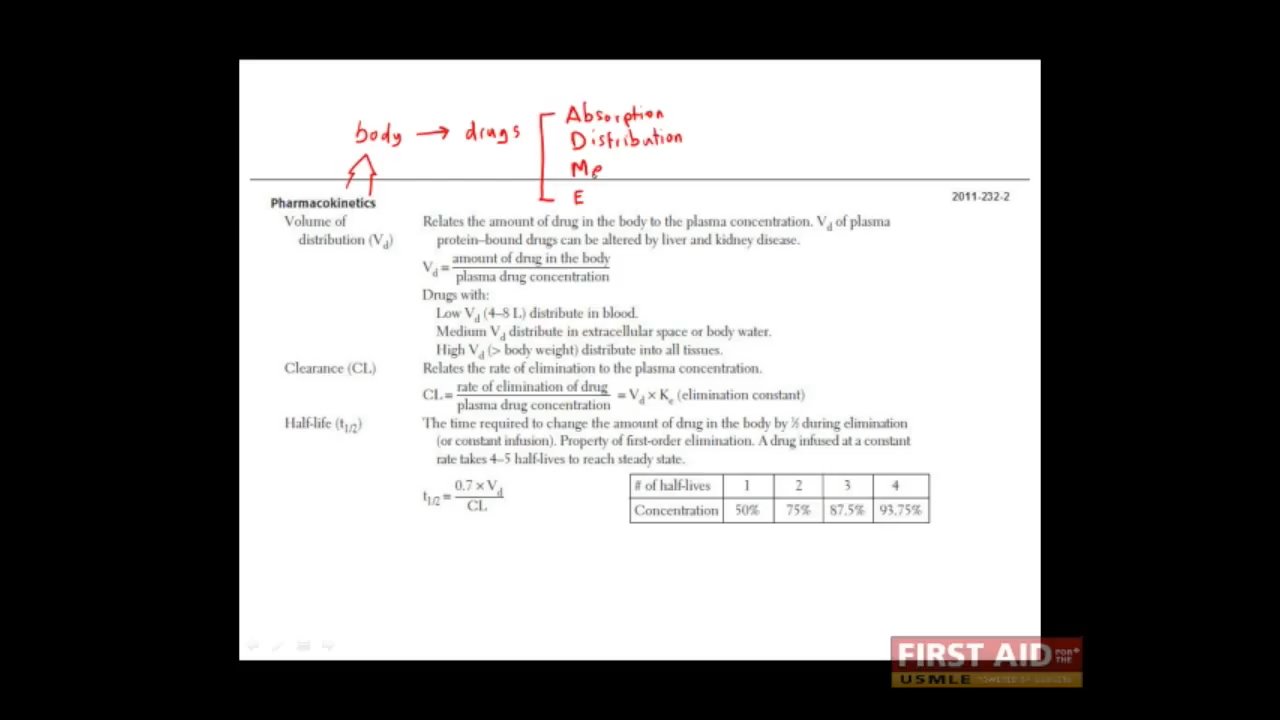 body → drugs
Absorption
Distribution
Me
E
Pharmacokinetics
2011-232-2
Volume of
distribution (Vd)
Relates the amount of drug in the body to the plasma concentration. Vd of plasma
protein–bound drugs can be altered by liver and kidney disease.
Vd = amount of drug in the body
plasma drug concentration
Drugs with:
Low Vd (4–8 L) distribute in blood.
Medium Vd distribute in extracellular space or body water.
High Vd (> body weight) distribute into all tissues.
Clearance (CL)
Relates the rate of elimination to the plasma concentration.
CL = rate of elimination of drug
plasma drug concentration
= Vd × Ke (elimination constant)
Half-life (t1/2)
The time required to change the amount of drug in the body by ½ during elimination
(or constant infusion). Property of first-order elimination. A drug infused at a constant
rate takes 4–5 half-lives to reach steady state.
t1/2 = 0.7 × Vd
CL
# of half-lives 1 2 3 4
Concentration 50% 75% 87.5% 93.75%
FIRST AID FOR THE
USMLE